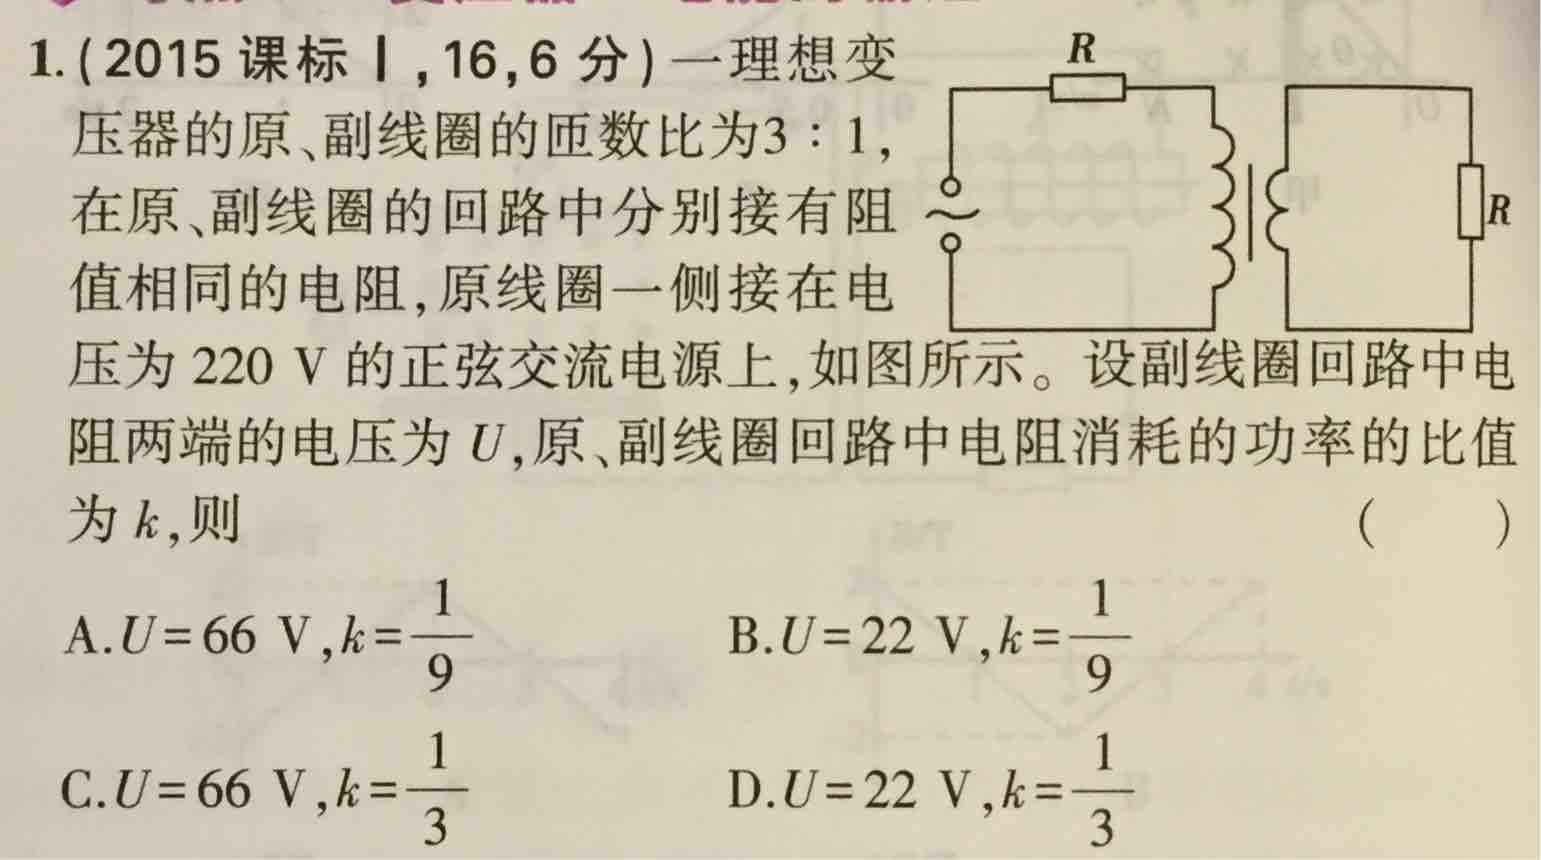 1.(2015课标Ⅰ,16,6分)一理想变
压器的原、副线圈的匝数比为3∶1,
在原、副线圈的回路中分别接有阻
值相同的电阻,原线圈一侧接在电
压为 220 V 的正弦交流电源上,如图所示。设副线圈回路中电
阻两端的电压为 U,原、副线圈回路中电阻消耗的功率的比值
为 k,则 (　　)
A.U=66 V,k=1/9
B.U=22 V,k=1/9
C.U=66 V,k=1/3
D.U=22 V,k=1/3
R
R